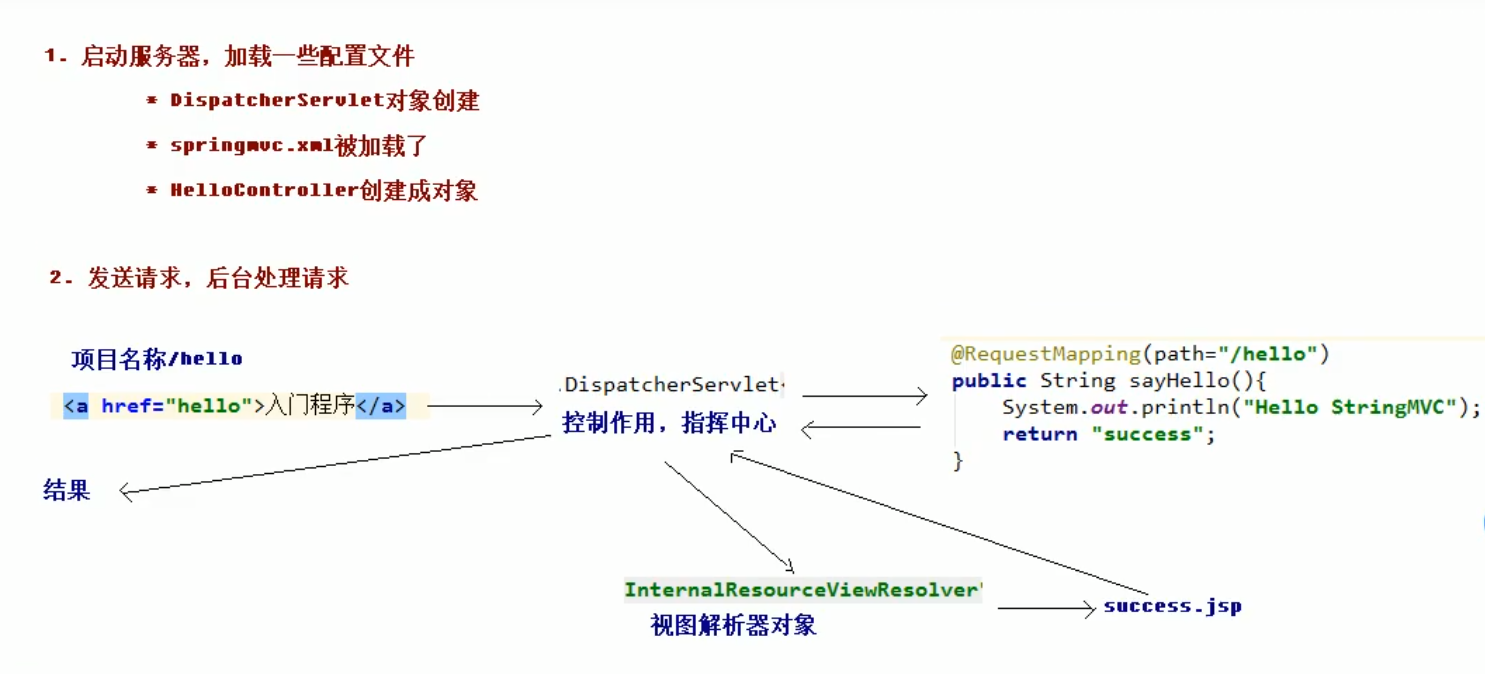 1. 启动服务器，加载一些配置文件
* DispatcherServlet对象创建
* springmvc.xml被加载了
* HelloController创建成对象
2. 发送请求，后台处理请求
项目名称/hello
<a href="hello">入门程序</a>
.DispatcherServlet<
控制作用，指挥中心
@RequestMapping(path="/hello")
public String sayHello(){
System.out.println("Hello StringMVC");
return "success";
}
结果
InternalResourceViewResolver"
视图解析器对象
success.jsp